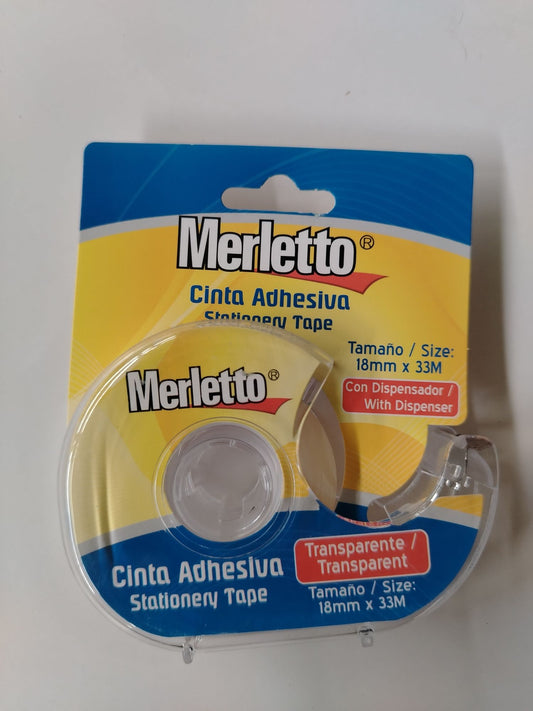 Merletto®
Cinta Adhesiva
Stationery Tape
Tamaño / Size:
18mm x 33M
Con Dispensador /
With Dispenser
Merletto®
Cinta Adhesiva
Stationery Tape
Transparente /
Transparent
Tamaño / Size:
18mm x 33M